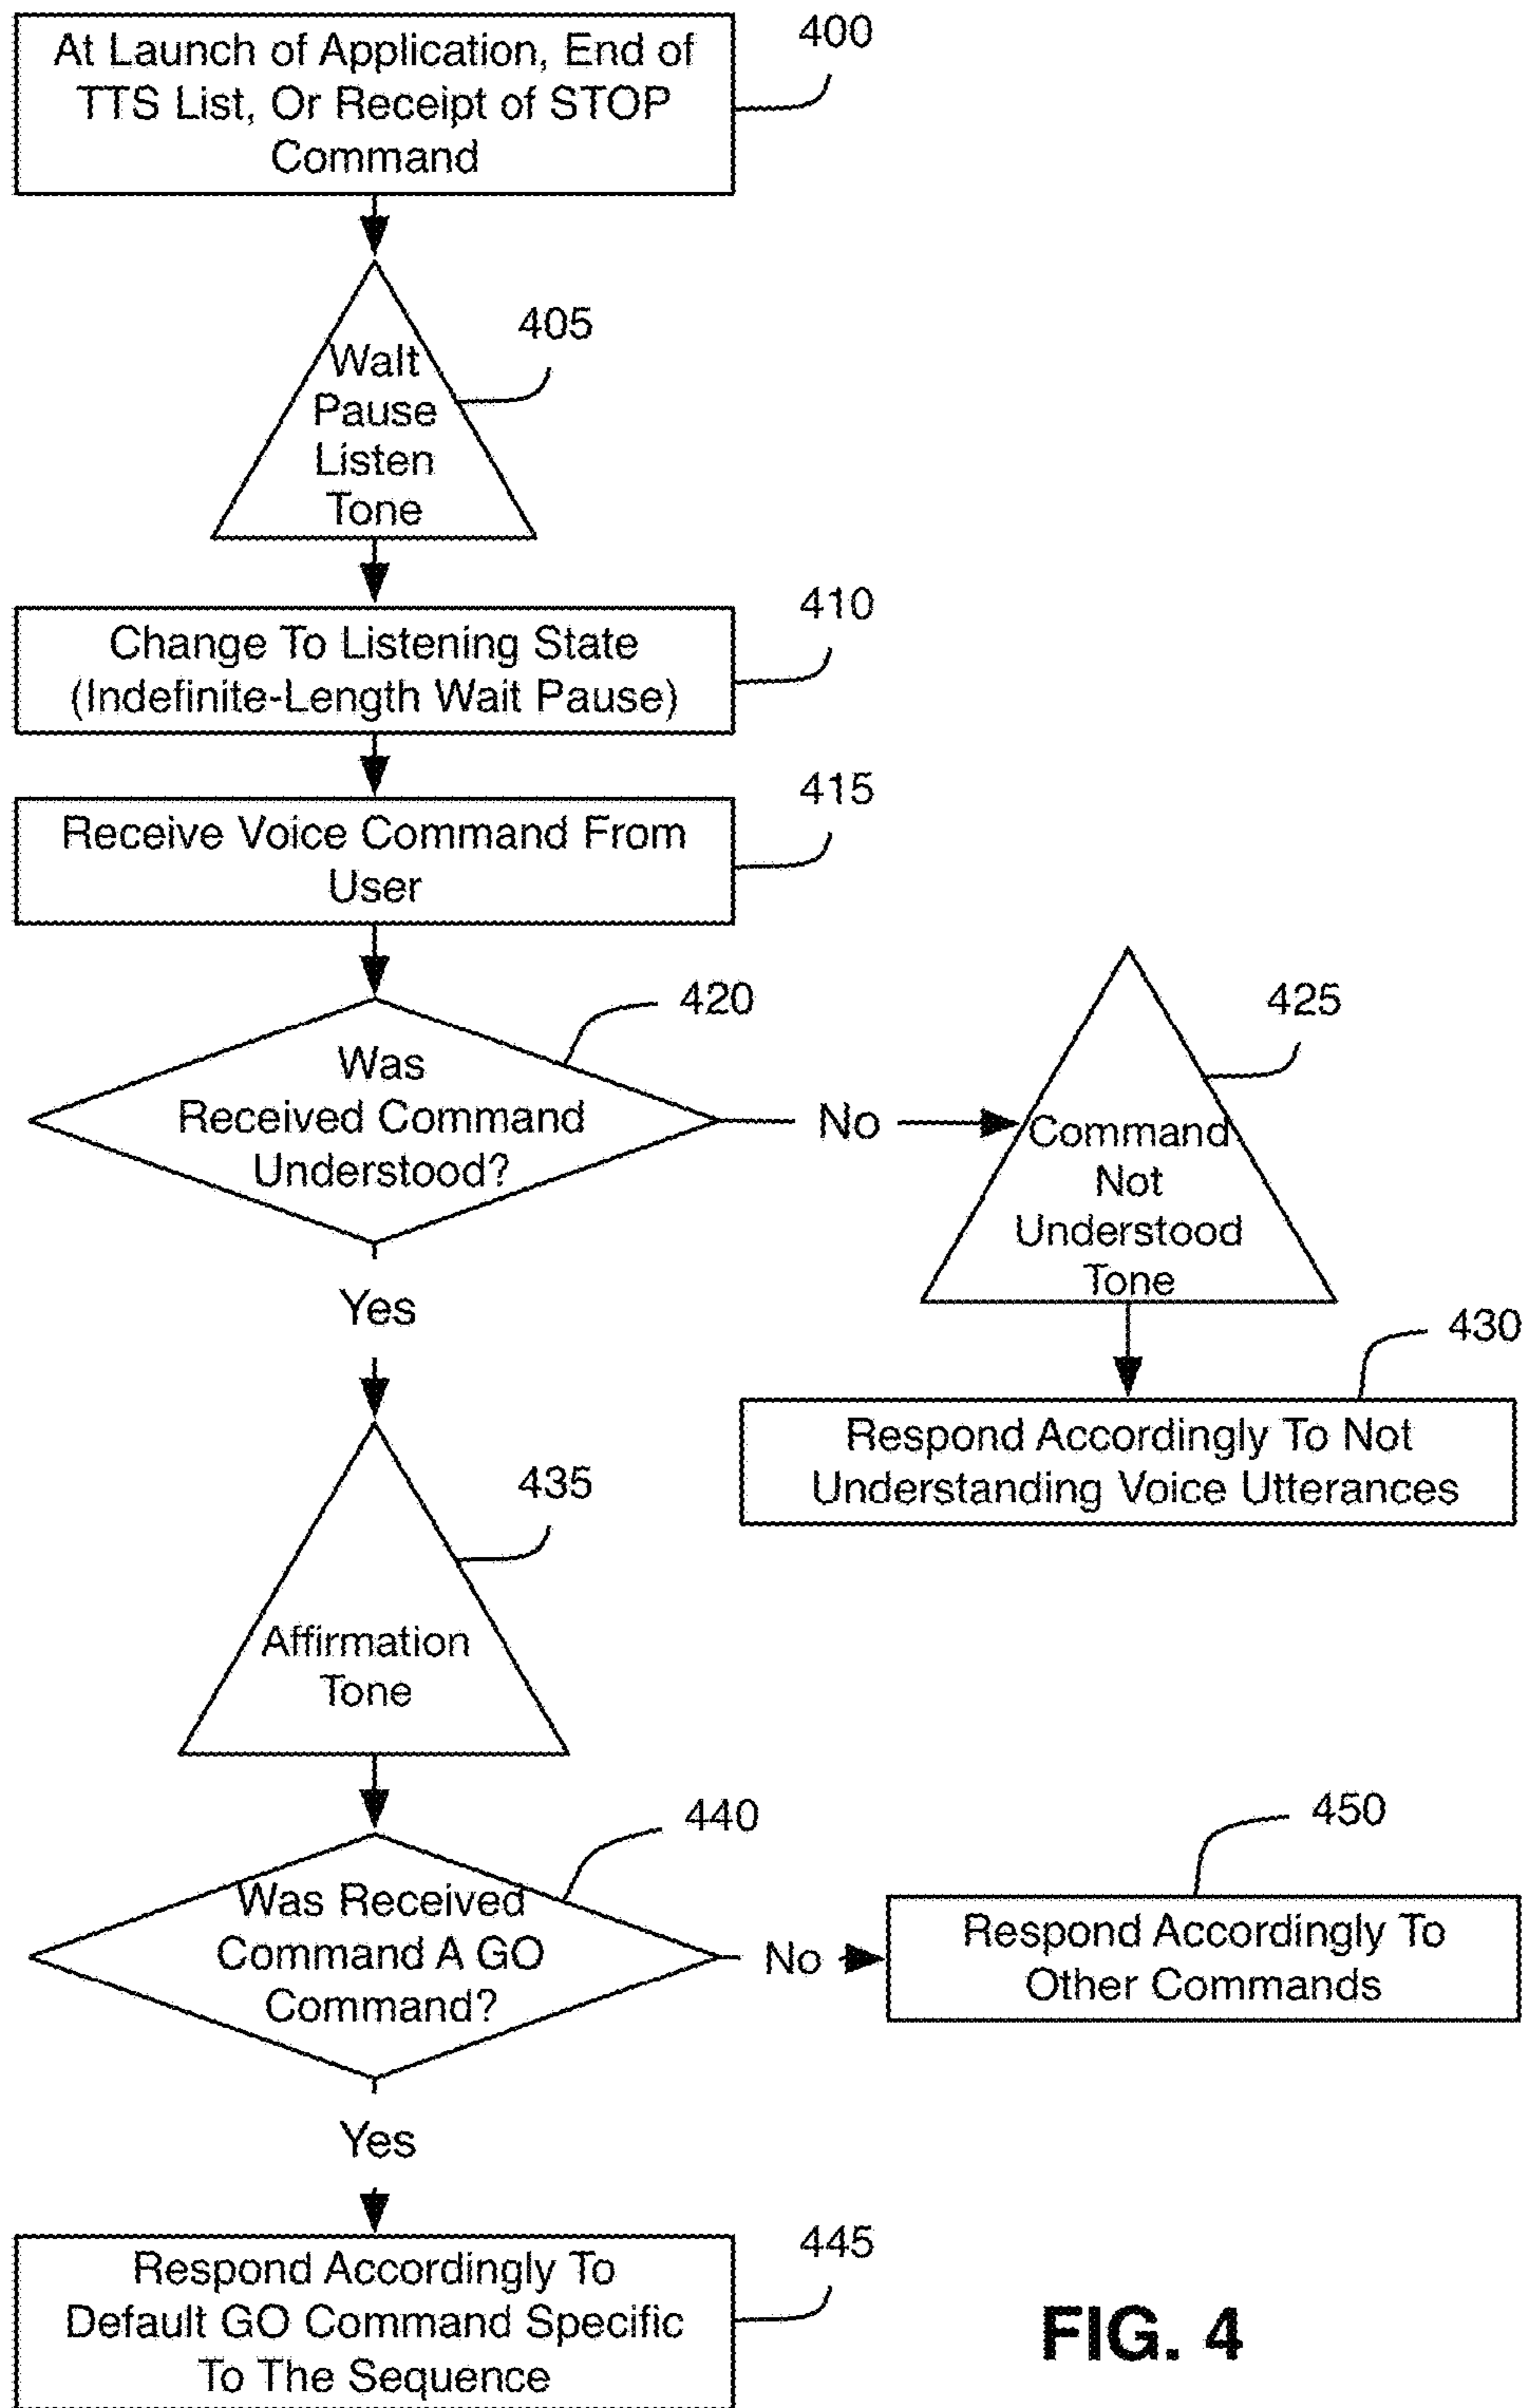 At Launch of Application, End of
TTS List, Or Receipt of STOP
Command
400
Wait
Pause
Listen
Tone
405
Change To Listening State
(Indefinite-Length Wait Pause)
410
Receive Voice Command From
User
415
Was
Received Command
Understood?
420
No
Command
Not
Understood
Tone
425
Respond Accordingly To Not
Understanding Voice Utterances
430
Yes
Affirmation
Tone
435
Was Received
Command A GO
Command?
440
No
Respond Accordingly To
Other Commands
450
Yes
Respond Accordingly To
Default GO Command Specific
To The Sequence
445
FIG. 4